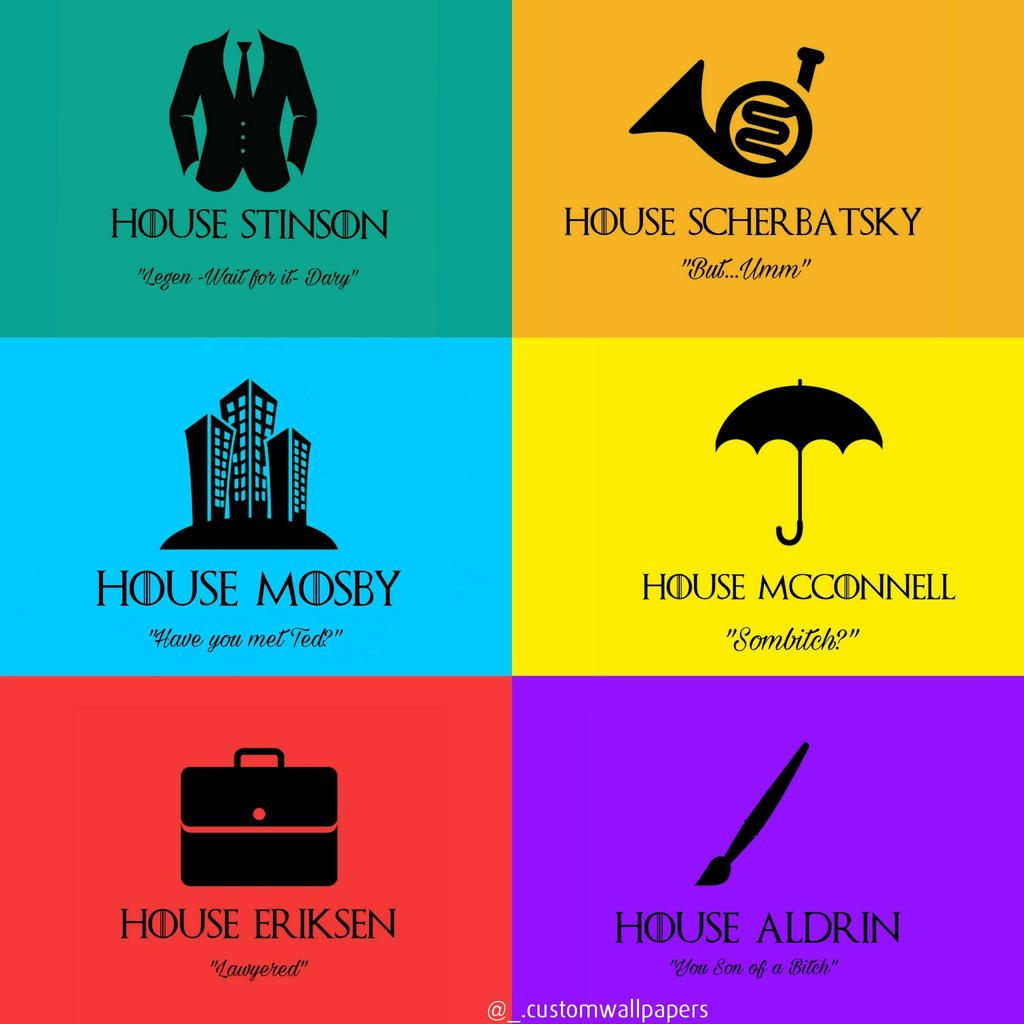 HOUSE STINSON
"Legen -Wait for it- Dary"
HOUSE SCHERBATSKY
"But...Umm"
HOUSE MOSBY
"Have you met Ted?"
HOUSE MCCONNELL
"Sombitch?"
HOUSE ERIKSEN
"Lawyered"
HOUSE ALDRIN
"You Son of a Bitch"
@_.customwallpapers